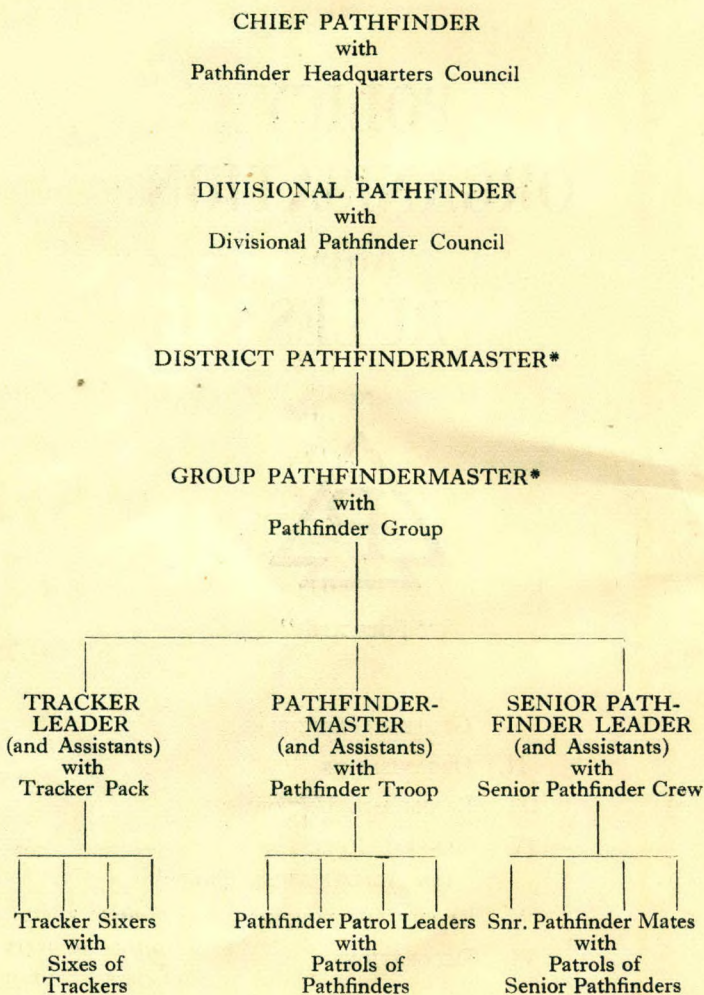 CHIEF PATHFINDER
with
Pathfinder Headquarters Council
DIVISIONAL PATHFINDER
with
Divisional Pathfinder Council
DISTRICT PATHFINDERMASTER*
GROUP PATHFINDERMASTER*
with
Pathfinder Group
TRACKER
LEADER
(and Assistants)
with
Tracker Pack
PATHFINDER-
MASTER
(and Assistants)
with
Pathfinder Troop
SENIOR PATH-
FINDER LEADER
(and Assistants)
with
Senior Pathfinder Crew
Tracker Sixers
with
Sixes of
Trackers
Pathfinder Patrol Leaders
with
Patrols of
Pathfinders
Snr. Pathfinder Mates
with
Patrols of
Senior Pathfinders